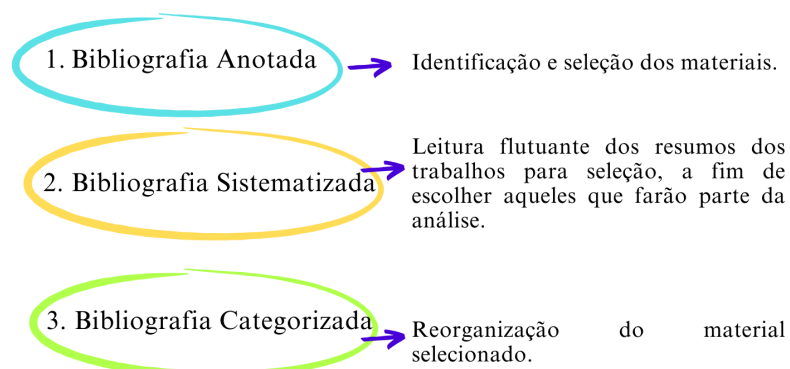 1. Bibliografia Anotada
Identificação e seleção dos materiais.
2. Bibliografia Sistematizada
Leitura flutuante dos resumos dos
trabalhos para seleção, a fim de
escolher aqueles que farão parte da
análise.
3. Bibliografia Categorizada
Reorganização do material
selecionado.